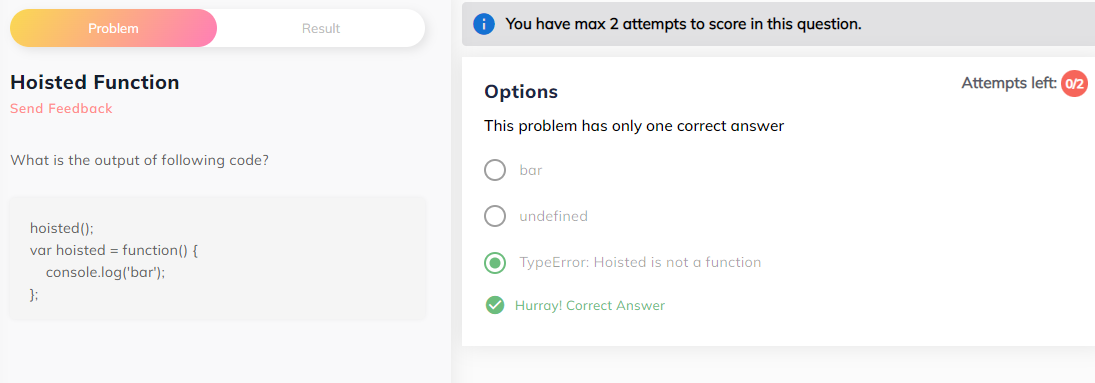 Problem
Result
Hoisted Function
Send Feedback
What is the output of following code?
hoisted();
var hoisted = function() {
console.log('bar');
};
You have max 2 attempts to score in this question.
Attempts left: 0/2
Options
This problem has only one correct answer
bar
undefined
TypeError: Hoisted is not a function
Hurray! Correct Answer